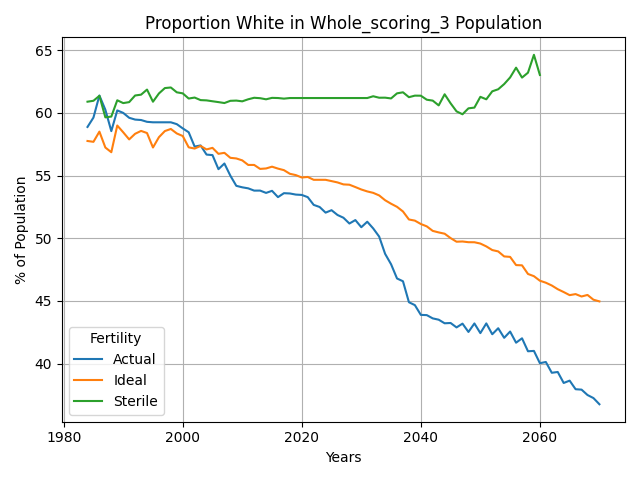 Proportion White in Whole_scoring_3 Population
% of Population
65
60
55
50
45
40
Fertility
Actual
Ideal
Sterile
1980
2000
2020
2040
2060
Years